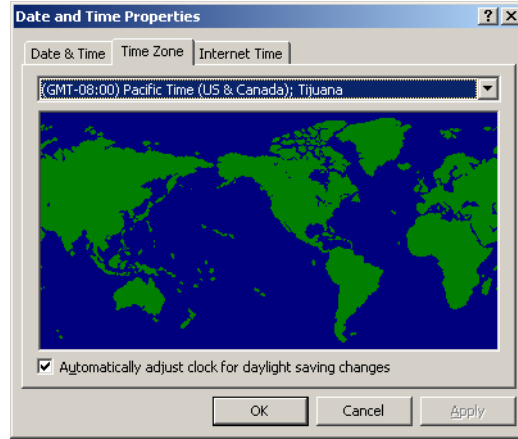 Date and Time Properties
Date & Time Time Zone Internet Time
(GMT-08:00) Pacific Time (US & Canada); Tijuana
Automatically adjust clock for daylight saving changes
OK Cancel Apply